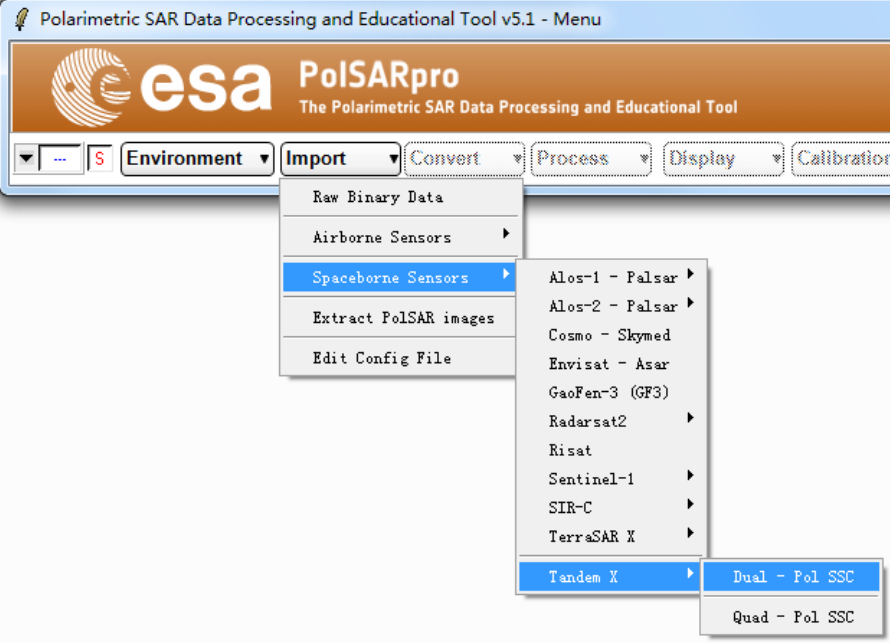 Polarimetric SAR Data Processing and Educational Tool v5.1 - Menu
esa
PolSARpro
The Polarimetric SAR Data Processing and Educational Tool
--- S Environment Import Convert Process Display Calibration
Raw Binary Data
Airborne Sensors
Spaceborne Sensors
Extract PolSAR images
Edit Config File
Alos-1 - Palsar
Alos-2 - Palsar
Cosmo - Skymed
Envisat - Asar
GaoFen-3 (GF3)
Radarsat2
Risat
Sentinel-1
SIR-C
TerraSAR X
Tandem X
Dual - Pol SSC
Quad - Pol SSC